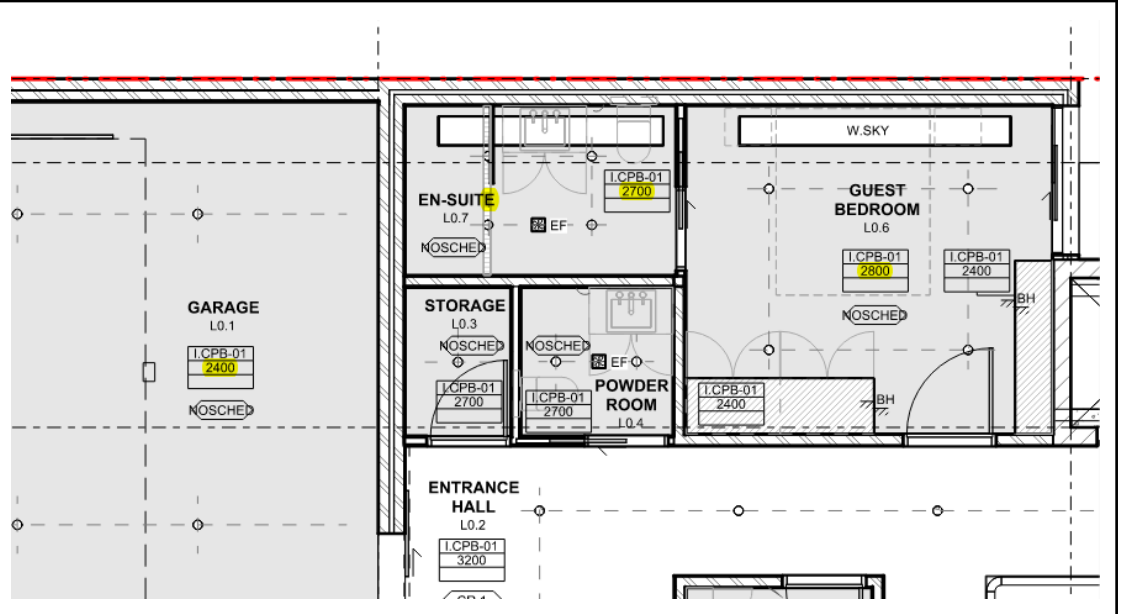 W.SKY
EN-SUITE
L0.7
NOSCHED
EF
I.CPB-01
2700
GUEST
BEDROOM
L0.6
I.CPB-01
2800
I.CPB-01
2400
NOSCHED
BH
GARAGE
L0.1
I.CPB-01
2400
NOSCHED
STORAGE
L0.3
NOSCHED
I.CPB-01
2700
NOSCHED
EF
POWDER
ROOM
L0.4
I.CPB-01
2700
I.CPB-01
2400
BH
ENTRANCE
HALL
L0.2
I.CPB-01
3200